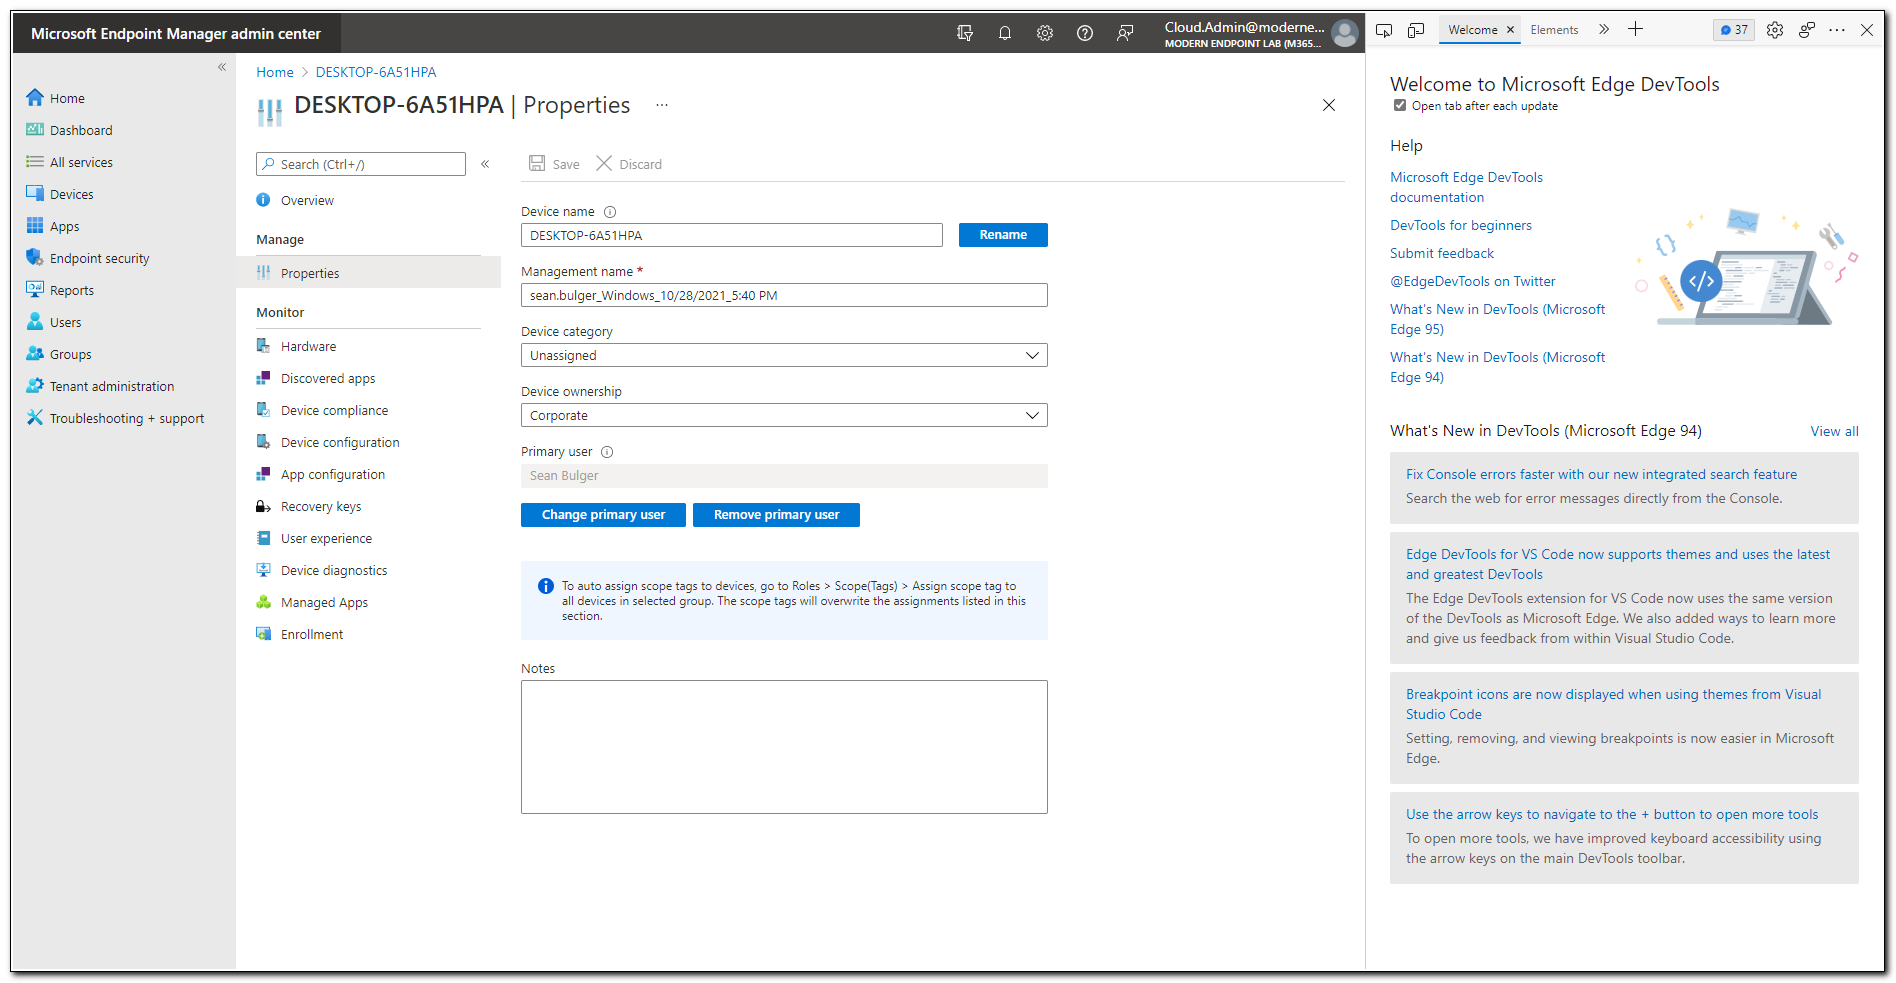 Microsoft Endpoint Manager admin center
Cloud.Admin@moderne...
MODERN ENDPOINT LAB (M365...
«
Home
Dashboard
All services
Devices
Apps
Endpoint security
Reports
Users
Groups
Tenant administration
Troubleshooting + support
Home > DESKTOP-6A51HPA
DESKTOP-6A51HPA | Properties ...
Search (Ctrl+/) «
Overview
Manage
Properties
Monitor
Hardware
Discovered apps
Device compliance
Device configuration
App configuration
Recovery keys
User experience
Device diagnostics
Managed Apps
Enrollment
Save Discard
Device name
DESKTOP-6A51HPA Rename
Management name *
sean.bulger_Windows_10/28/2021_5:40 PM
Device category
Unassigned
Device ownership
Corporate
Primary user
Sean Bulger
Change primary user Remove primary user
To auto assign scope tags to devices, go to Roles > Scope(Tags) > Assign scope tag to
all devices in selected group. The scope tags will overwrite the assignments listed in this
section.
Notes
Welcome Elements 37
Welcome to Microsoft Edge DevTools
Open tab after each update
Help
Microsoft Edge DevTools
documentation
DevTools for beginners
Submit feedback
@EdgeDevTools on Twitter
What's New in DevTools (Microsoft
Edge 95)
What's New in DevTools (Microsoft
Edge 94)
What's New in DevTools (Microsoft Edge 94) View all
Fix Console errors faster with our new integrated search feature
Search the web for error messages directly from the Console.
Edge DevTools for VS Code now supports themes and uses the latest
and greatest DevTools
The Edge DevTools extension for VS Code now uses the same version
of the DevTools as Microsoft Edge. We also added ways to learn more
and give us feedback from within Visual Studio Code.
Breakpoint icons are now displayed when using themes from Visual
Studio Code
Setting, removing, and viewing breakpoints is now easier in Microsoft
Edge.
Use the arrow keys to navigate to the + button to open more tools
To open more tools, we have improved keyboard accessibility using
the arrow keys on the main DevTools toolbar.